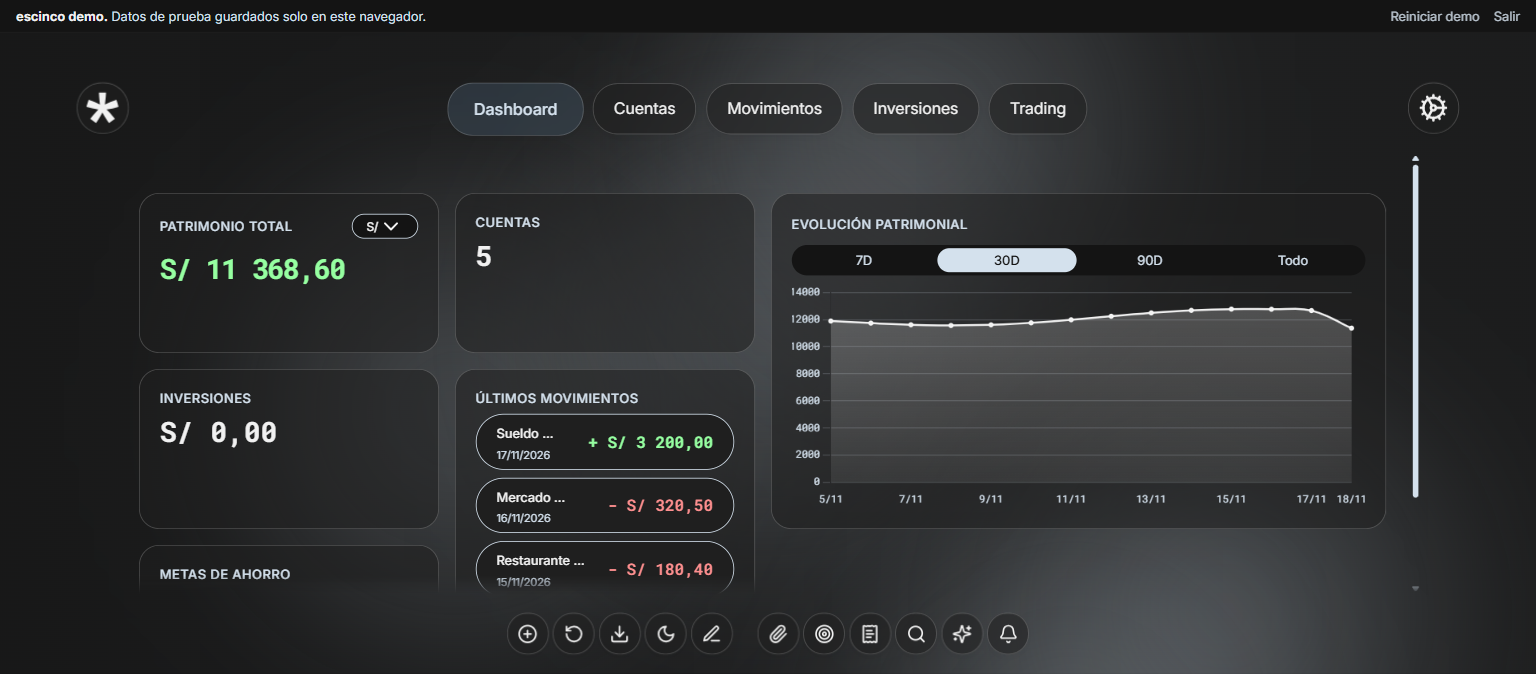 escinco demo. Datos de prueba guardados solo en este navegador.
Reiniciar demo Salir
Dashboard Cuentas Movimientos Inversiones Trading
PATRIMONIO TOTAL
S/
S/ 11 368,60
CUENTAS
5
EVOLUCIÓN PATRIMONIAL
7D 30D 90D Todo
14000
12000
10000
8000
6000
4000
2000
0
5/11 7/11 9/11 11/11 13/11 15/11 17/11 18/11
INVERSIONES
S/ 0,00
ÚLTIMOS MOVIMIENTOS
Sueldo ...
17/11/2026
+ S/ 3 200,00
Mercado ...
16/11/2026
- S/ 320,50
Restaurante ...
15/11/2026
- S/ 180,40
METAS DE AHORRO